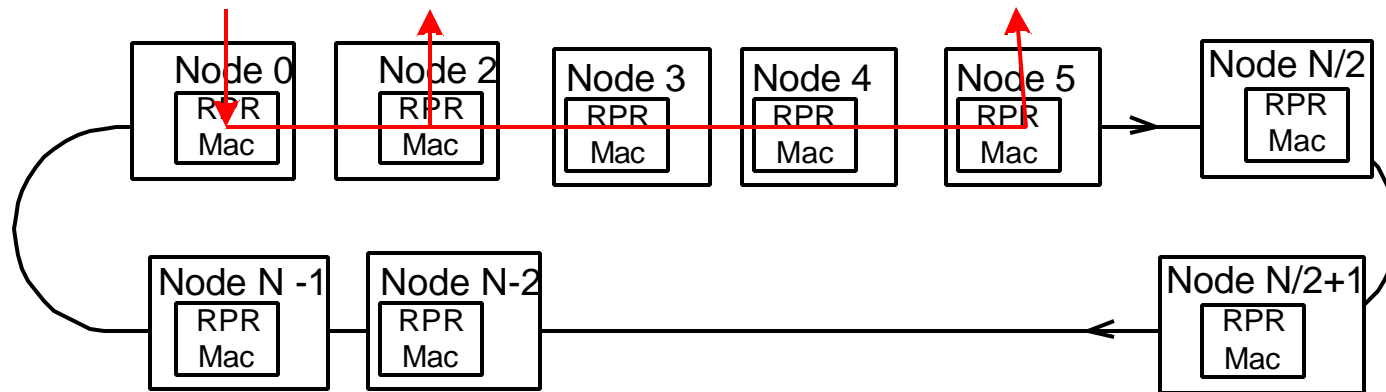 Node 0
RPR
Mac
Node 2
RPR
Mac
Node 3
RPR
Mac
Node 4
RPR
Mac
Node 5
RPR
Mac
Node N/2
RPR
Mac
Node N -1
RPR
Mac
Node N-2
RPR
Mac
Node N/2+1
RPR
Mac